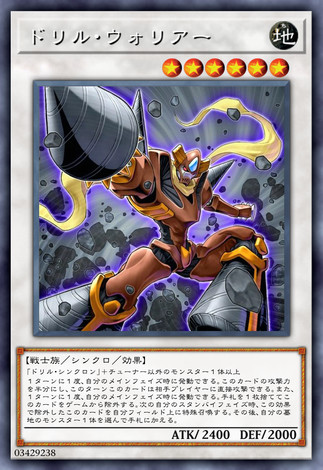 ドリル・ウォリアー
地
【戦士族／シンクロ／効果】
「ドリル・シンクロン」＋チューナー以外のモンスター１体以上
１ターンに１度、自分のメインフェイズ時に発動できる。このカードの攻撃力
を半分にし、このターンこのカードは相手プレイヤーに直接攻撃できる。また、
１ターンに１度、自分のメインフェイズ時に発動できる。手札を１枚捨ててこ
のカードをゲームから除外する。次の自分のスタンバイフェイズ時、この効果
で除外したこのカードを自分フィールド上に特殊召喚する。その後、自分の墓
地のモンスター１体を選んで手札に加える。
ATK/ 2400 DEF/2000
03429238